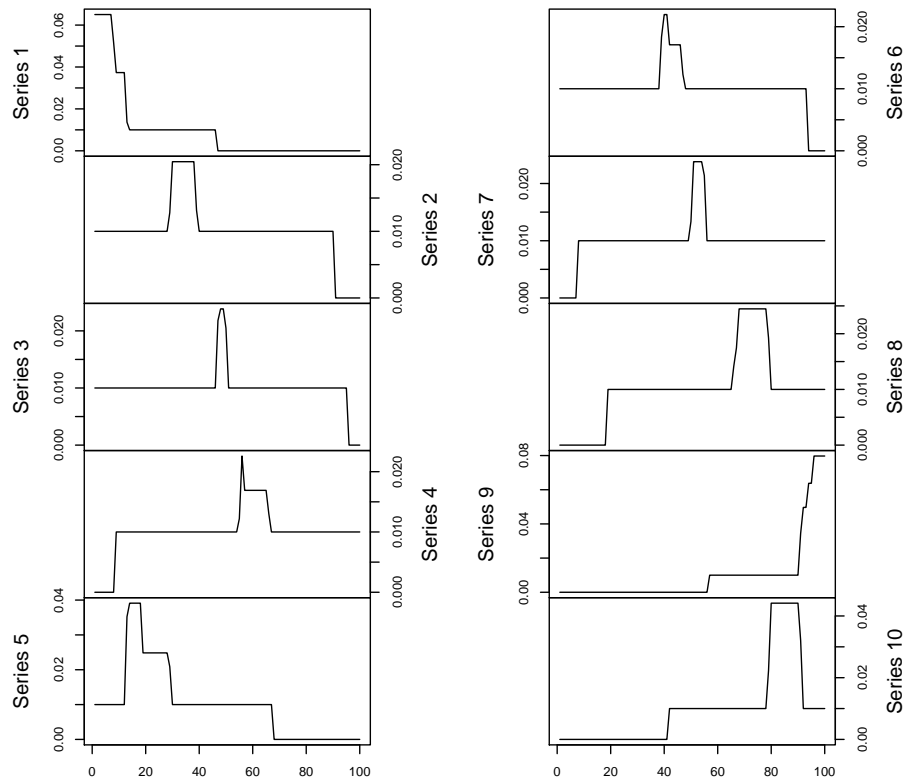 Series 1
0.00 0.02 0.04 0.06
Series 2
0.000 0.010 0.020
Series 3
0.000 0.010 0.020
Series 4
0.000 0.010 0.020
Series 5
0.00 0.02 0.04
0 20 40 60 80 100
Series 6
0.000 0.010 0.020
Series 7
0.000 0.010 0.020
Series 8
0.000 0.010 0.020
Series 9
0.00 0.04 0.08
Series 10
0.00 0.02 0.04
0 20 40 60 80 100